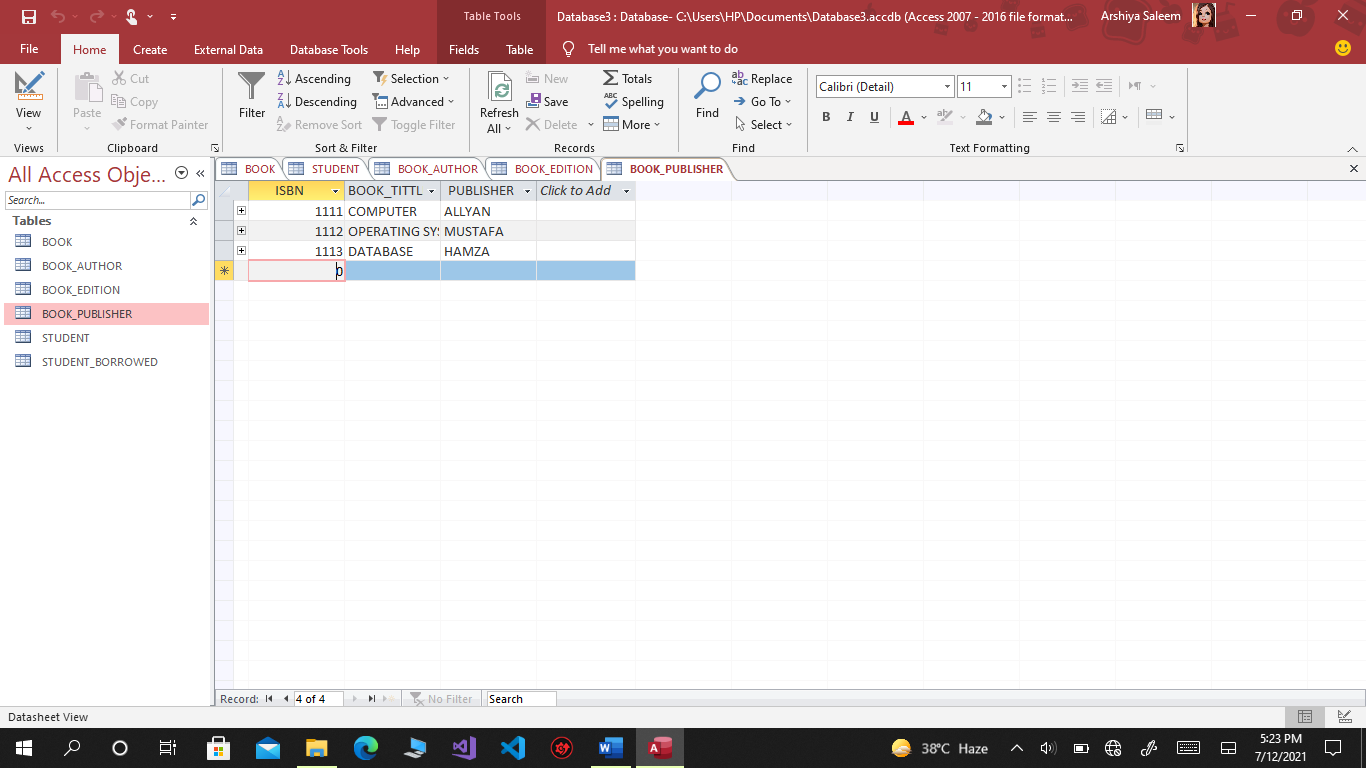 Table Tools
Database3 : Database- C:\Users\HP\Documents\Database3.accdb (Access 2007 - 2016 file format...
Arshiya Saleem
File Home Create External Data Database Tools Help Fields Table Tell me what you want to do
View
Views
Paste
Cut
Copy
Format Painter
Clipboard
Filter
Ascending
Descending
Remove Sort
Selection
Advanced
Toggle Filter
Sort & Filter
Refresh
All
New
Save
Delete
Totals
Spelling
More
Records
Find
Replace
Go To
Select
Find
Calibri (Detail) 11
B I U A
Text Formatting
All Access Obje...
Search...
Tables
BOOK
BOOK_AUTHOR
BOOK_EDITION
BOOK_PUBLISHER
STUDENT
STUDENT_BORROWED
BOOK STUDENT BOOK_AUTHOR BOOK_EDITION BOOK_PUBLISHER
ISBN BOOK_TITTL PUBLISHER Click to Add
1111 COMPUTER ALLYAN
1112 OPERATING SYS MUSTAFA
1113 DATABASE HAMZA
0
Record: 4 of 4 No Filter Search
Datasheet View
38°C Haze
5:23 PM
7/12/2021